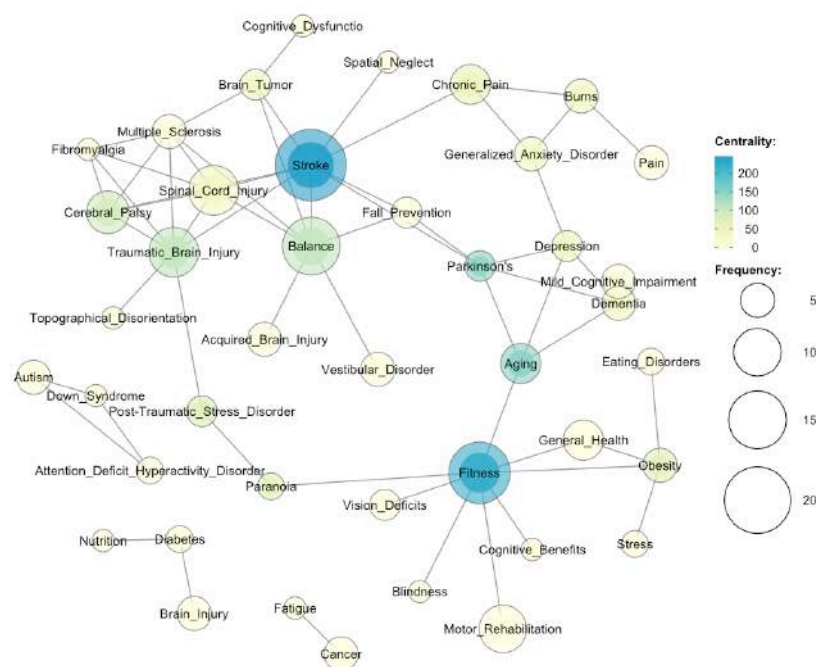 Cognitive_Dysfunctio
Spatial_Neglect
Brain_Tumor
Chronic_Pain
Burns
Multiple_Sclerosis
Fibromyalgia
Stroke
Generalized_Anxiety_Disorder
Pain
Spinal_Cord_Injury
Cerebral_Palsy
Fall_Prevention
Traumatic_Brain_Injury
Balance
Depression
Parkinson's
Mild_Cognitive_Impairment
Dementia
Topographical_Disorientation
Acquired_Brain_Injury
Vestibular_Disorder
Aging
Eating_Disorders
Autism
Down_Syndrome
Post-Traumatic_Stress_Disorder
General_Health
Attention_Deficit_Hyperactivity_Disorder
Paranoia
Fitness
Obesity
Vision_Deficits
Nutrition
Diabetes
Cognitive_Benefits
Stress
Blindness
Brain_Injury
Fatigue
Motor_Rehabilitation
Cancer
Centrality:
200
150
100
50
0
Frequency:
5
10
15
20